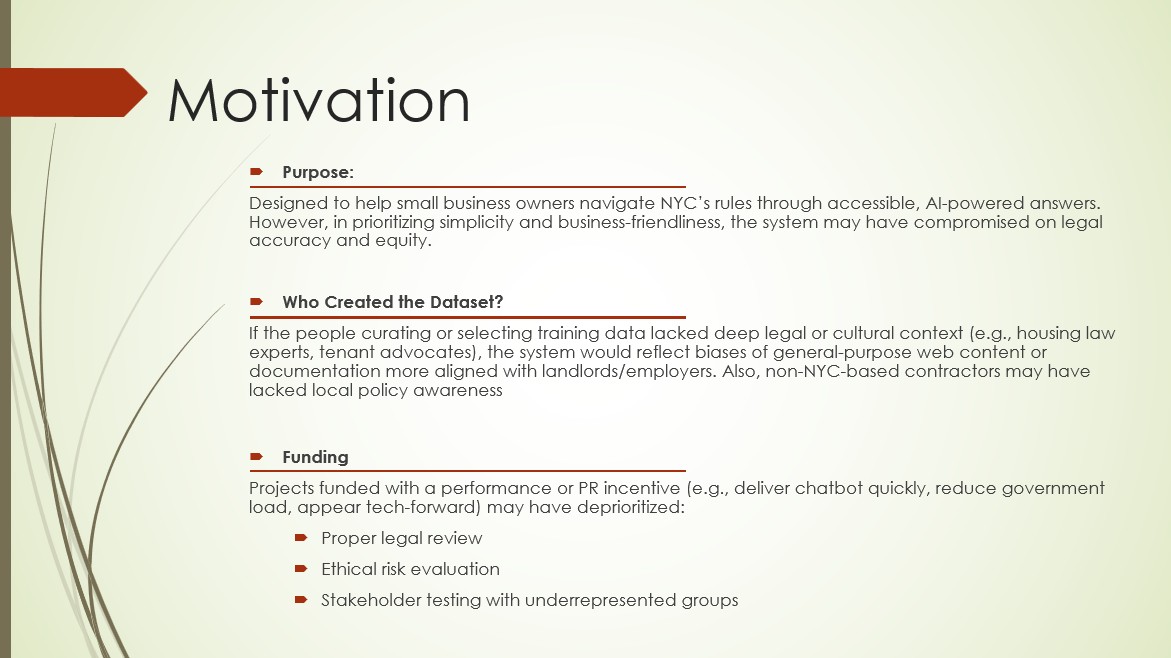 Motivation
Purpose:
Designed to help small business owners navigate NYC’s rules through accessible, AI-powered answers.
However, in prioritizing simplicity and business-friendliness, the system may have compromised on legal
accuracy and equity.
Who Created the Dataset?
If the people curating or selecting training data lacked deep legal or cultural context (e.g., housing law
experts, tenant advocates), the system would reflect biases of general-purpose web content or
documentation more aligned with landlords/employers. Also, non-NYC-based contractors may have
lacked local policy awareness
Funding
Projects funded with a performance or PR incentive (e.g., deliver chatbot quickly, reduce government
load, appear tech-forward) may have deprioritized:
Proper legal review
Ethical risk evaluation
Stakeholder testing with underrepresented groups